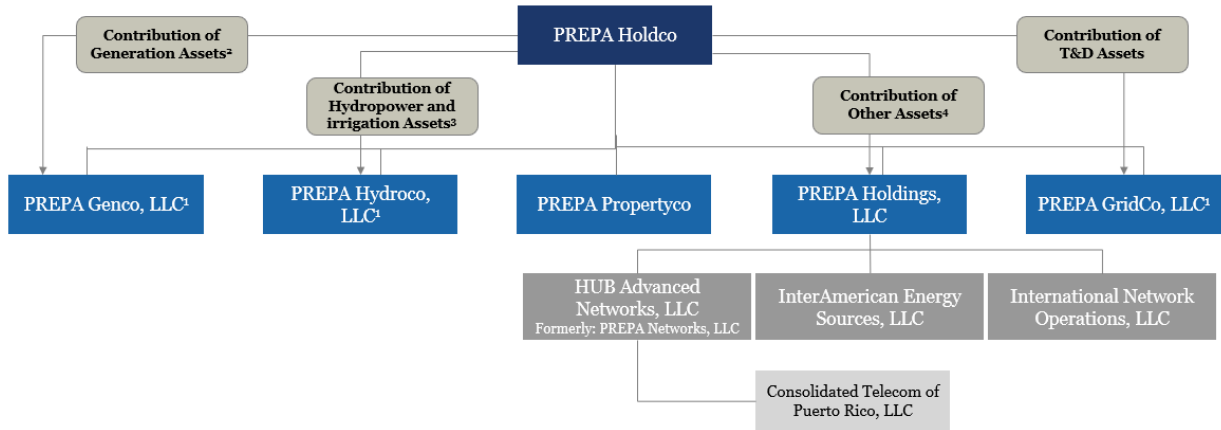 PREPA Holdco
Contribution of
Generation Assets²
Contribution of
T&D Assets
Contribution of
Hydropower and
irrigation Assets³
Contribution of
Other Assets⁴
PREPA Genco, LLC¹
PREPA Hydroco,
LLC¹
PREPA Propertyco
PREPA Holdings,
LLC
PREPA GridCo, LLC¹
HUB Advanced
Networks, LLC
Formerly: PREPA Networks, LLC
InterAmerican Energy
Sources, LLC
International Network
Operations, LLC
Consolidated Telecom of
Puerto Rico, LLC